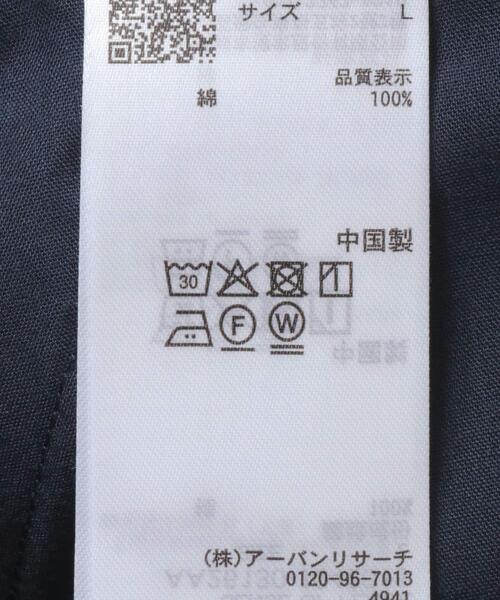 サイズ L
品質表示
綿 100%
中国製
30
F W
(株)アーバンリサーチ
0120-96-7013
4941